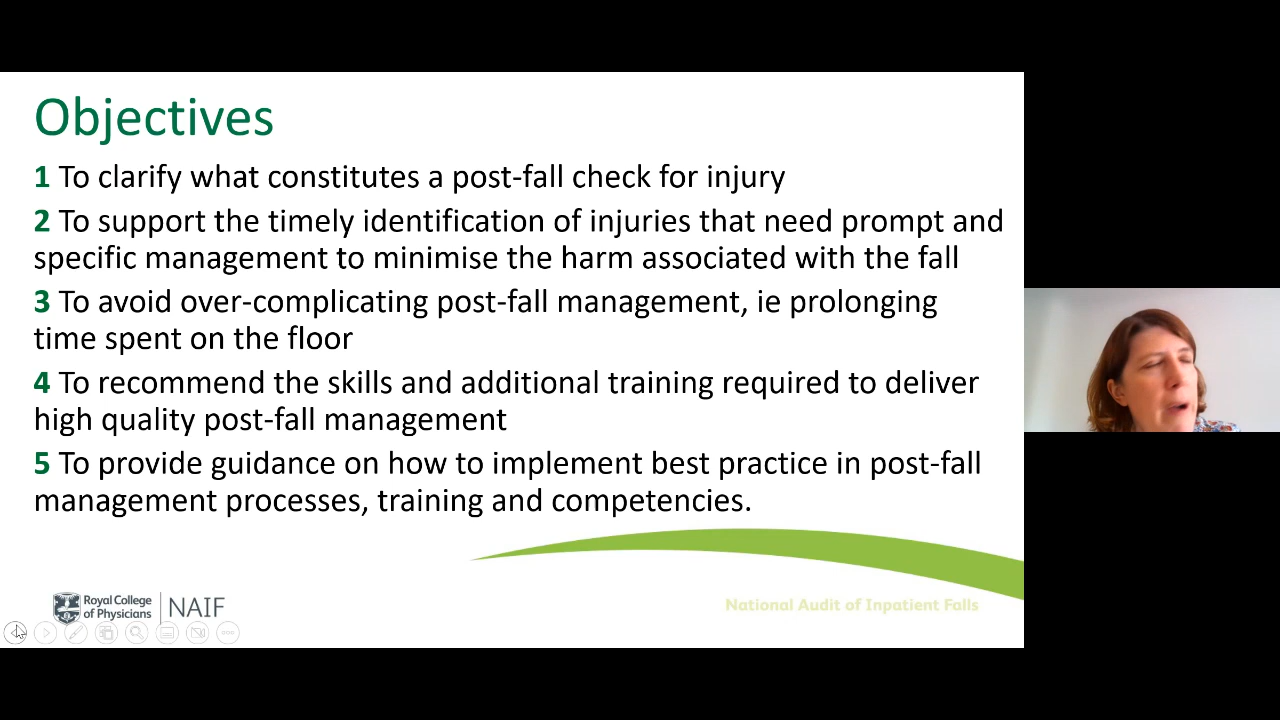 Objectives
1 To clarify what constitutes a post-fall check for injury
2 To support the timely identification of injuries that need prompt and
specific management to minimise the harm associated with the fall
3 To avoid over-complicating post-fall management, ie prolonging
time spent on the floor
4 To recommend the skills and additional training required to deliver
high quality post-fall management
5 To provide guidance on how to implement best practice in post-fall
management processes, training and competencies.
Royal College
of Physicians
NAIF
National Audit of Inpatient Falls